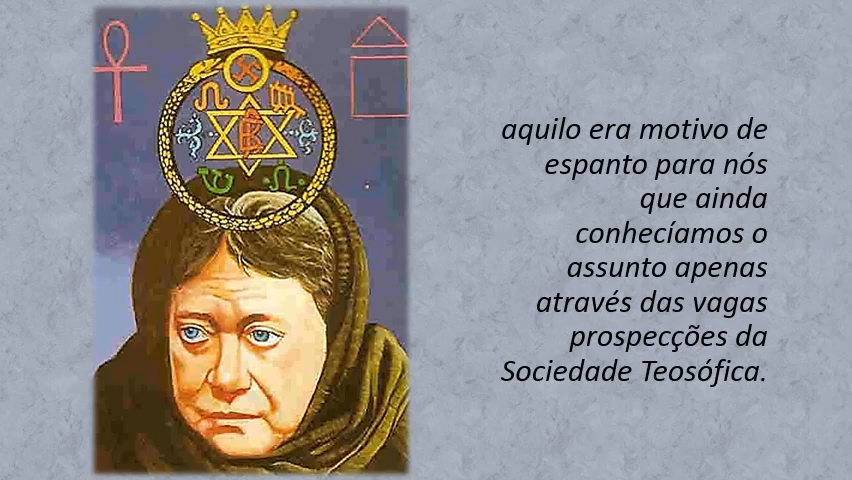 aquilo era motivo de
espanto para nós
que ainda
conhecíamos o
assunto apenas
através das vagas
prospecções da
Sociedade Teosófica.